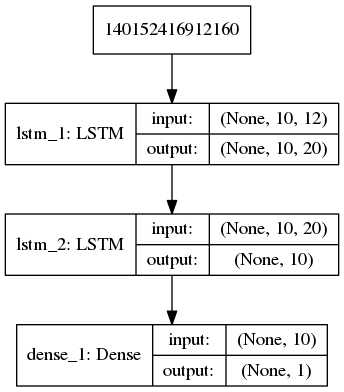 140152416912160
lstm_1: LSTM
input: (None, 10, 12)
output: (None, 10, 20)
lstm_2: LSTM
input: (None, 10, 20)
output: (None, 10)
dense_1: Dense
input: (None, 10)
output: (None, 1)